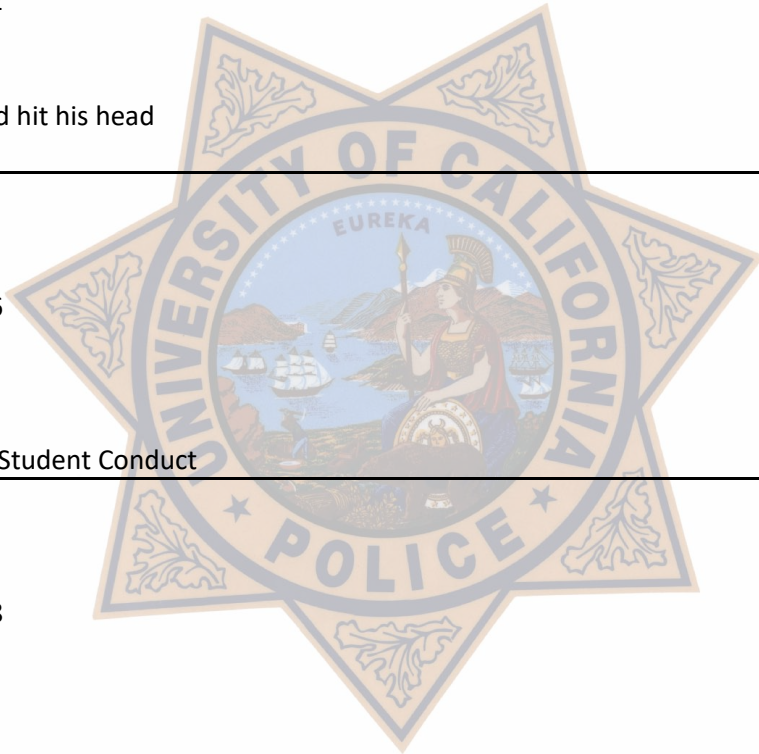 d hit his head
UNIVERSITY OF CALIFORNIA
EUREKA
Student Conduct
POLICE
3